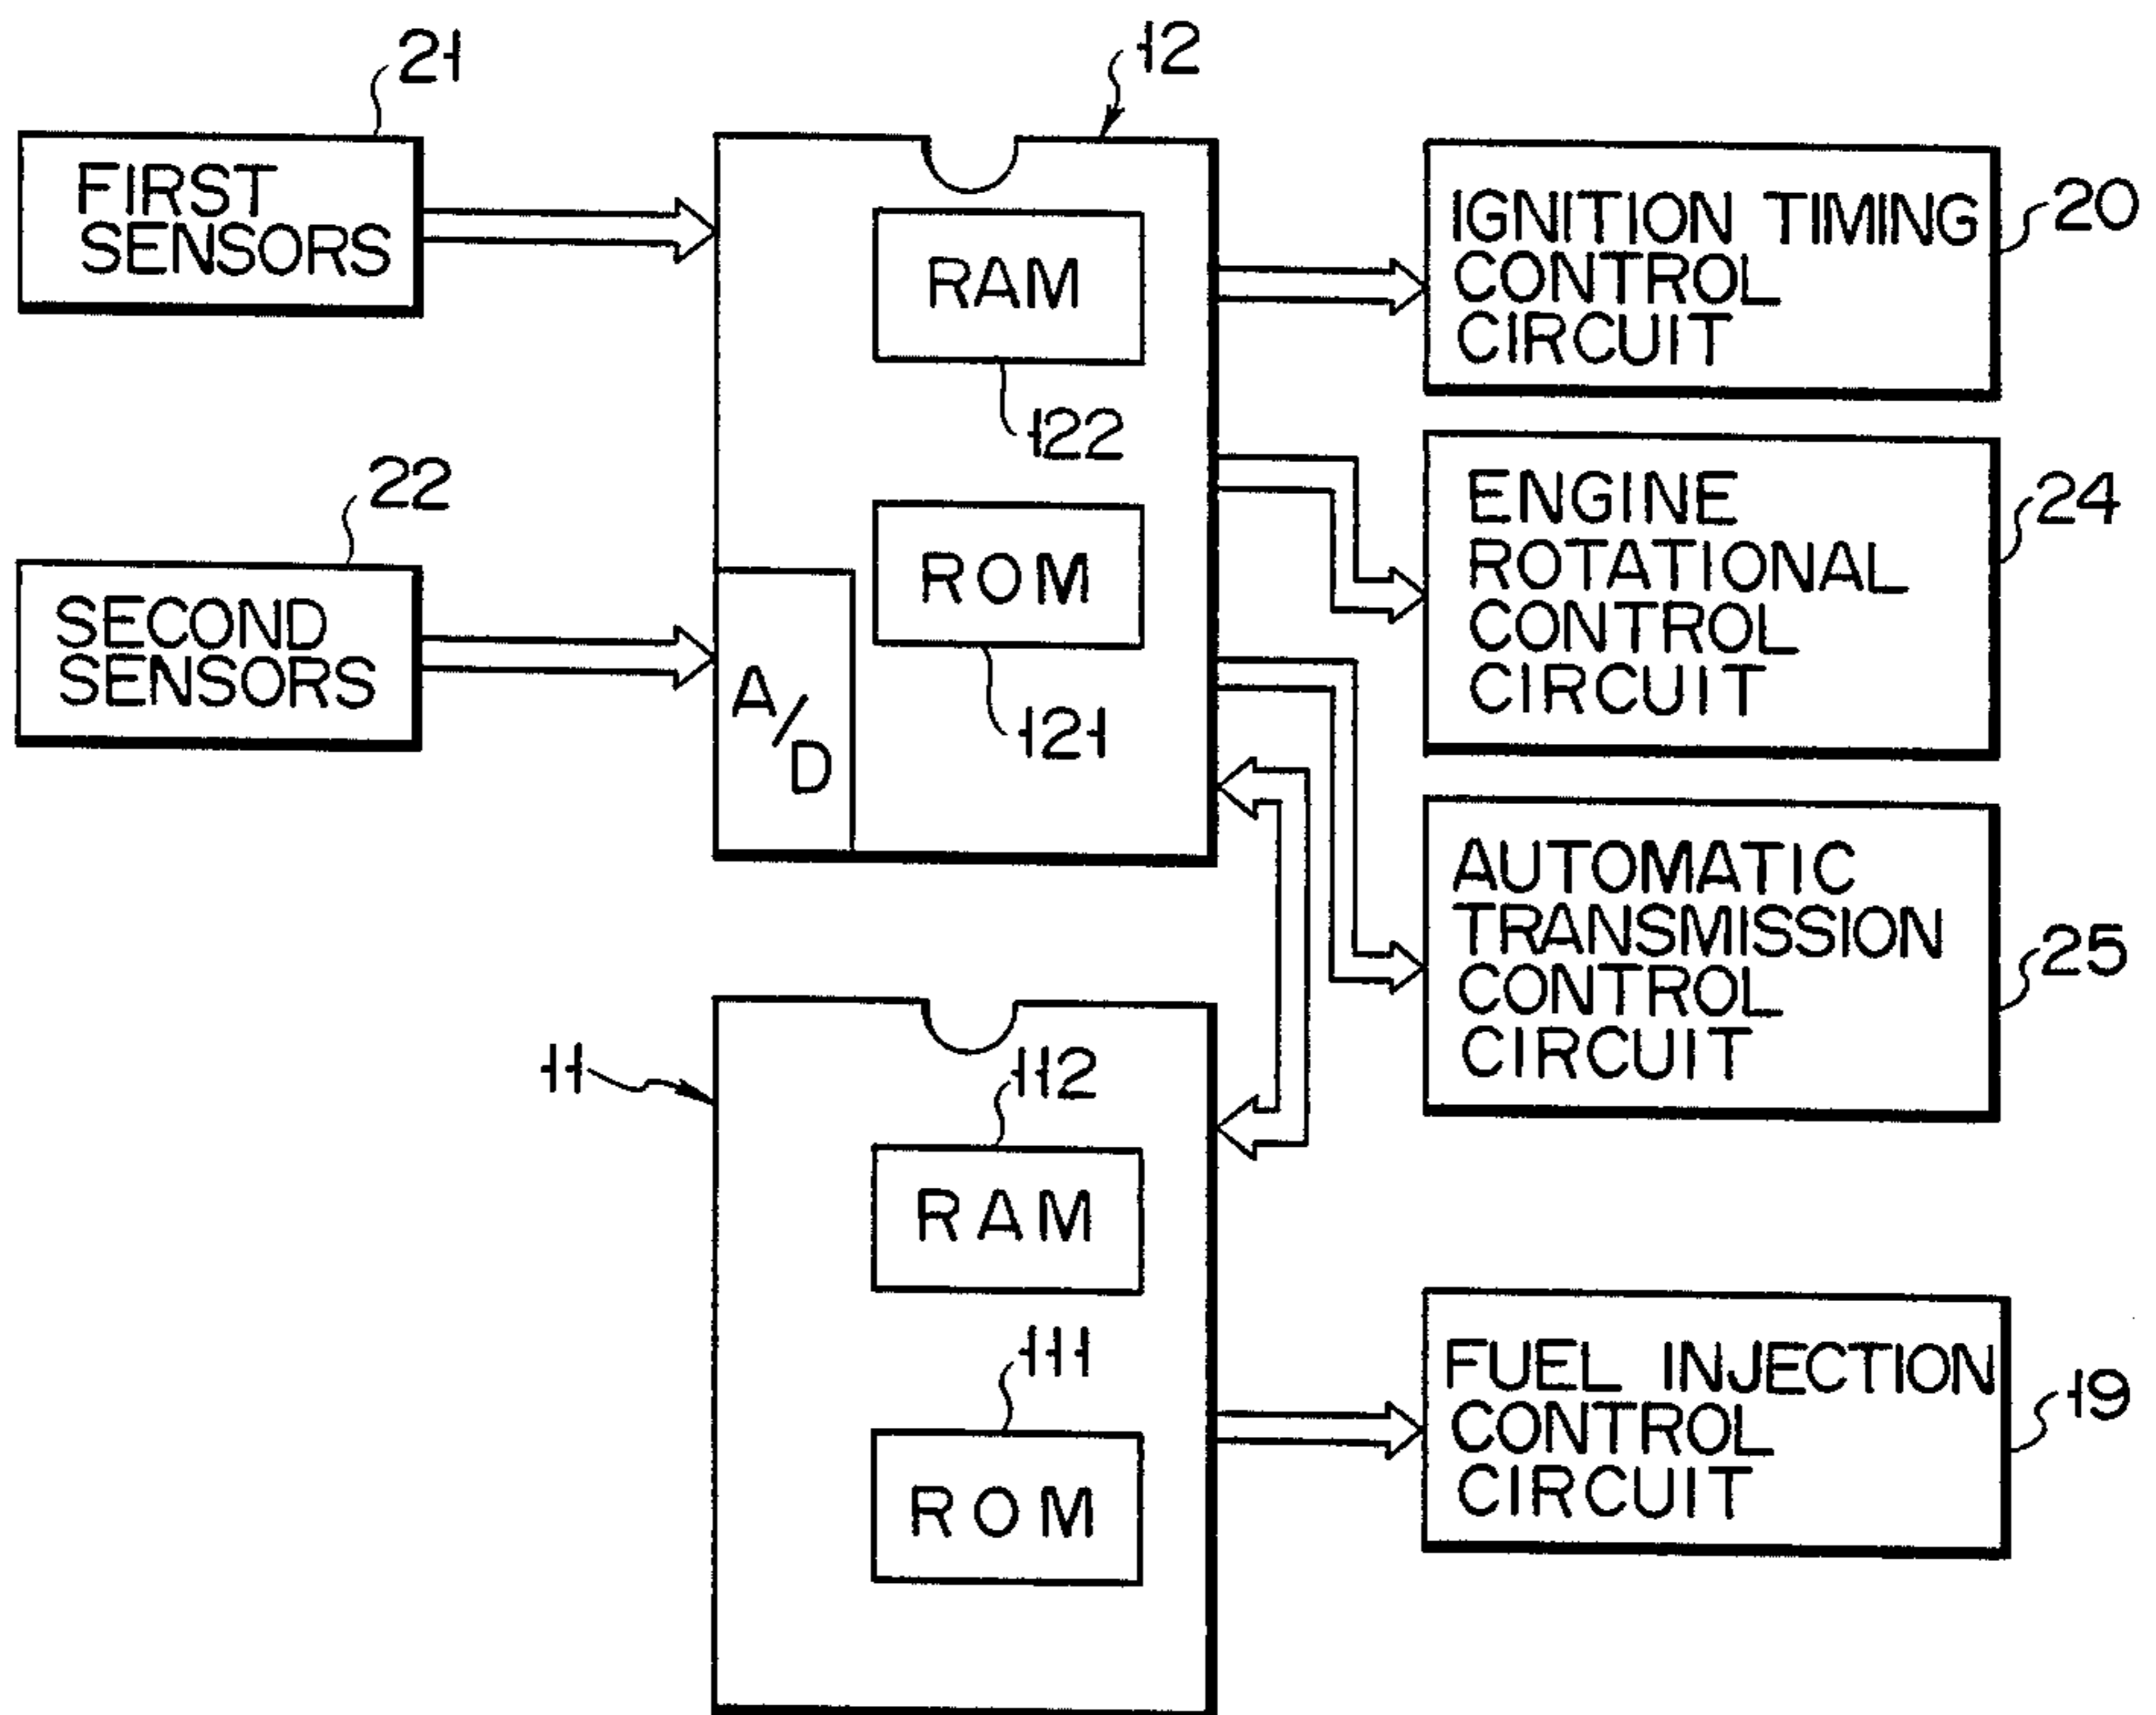 21
FIRST
SENSORS
22
SECOND
SENSORS
12
RAM
122
ROM
121
A/D
11
112
RAM
111
ROM
IGNITION TIMING
CONTROL
CIRCUIT
20
ENGINE
ROTATIONAL
CONTROL
CIRCUIT
24
AUTOMATIC
TRANSMISSION
CONTROL
CIRCUIT
25
FUEL INJECTION
CONTROL
CIRCUIT
19